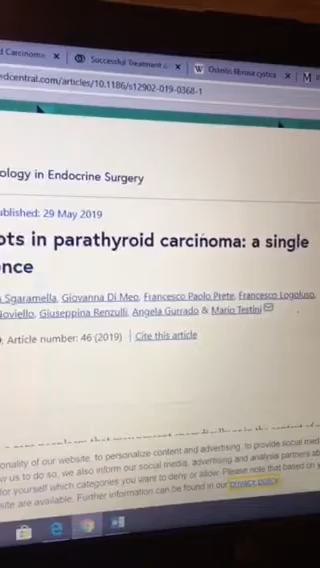 d Carcinoma × Successful Treatment × W Osteitis fibrosa cystica × M
edcentral.com/articles/10.1186/s12902-019-0368-1
ology in Endocrine Surgery
ublished: 29 May 2019
ots in parathyroid carcinoma: a single
nce
Sgaramella, Giovanna Di Meo, Francesco Paolo Prete, Francesco Logoluso,
Noviello, Giuseppina Renzulli, Angela Gurrado & Mario Testini
, Article number: 46 (2019) | Cite this article
onality of our website, to personalize content and advertising, to provide social med
w us to do so, we also inform our social media, advertising and analysis partners ab
for yourself which categories you want to deny or allow. Please note that based on y
site are available. Further information can be found in our privacy policy